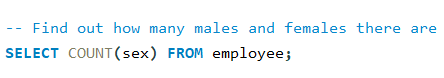 -- Find out how many males and females there are
SELECT COUNT(sex) FROM employee;